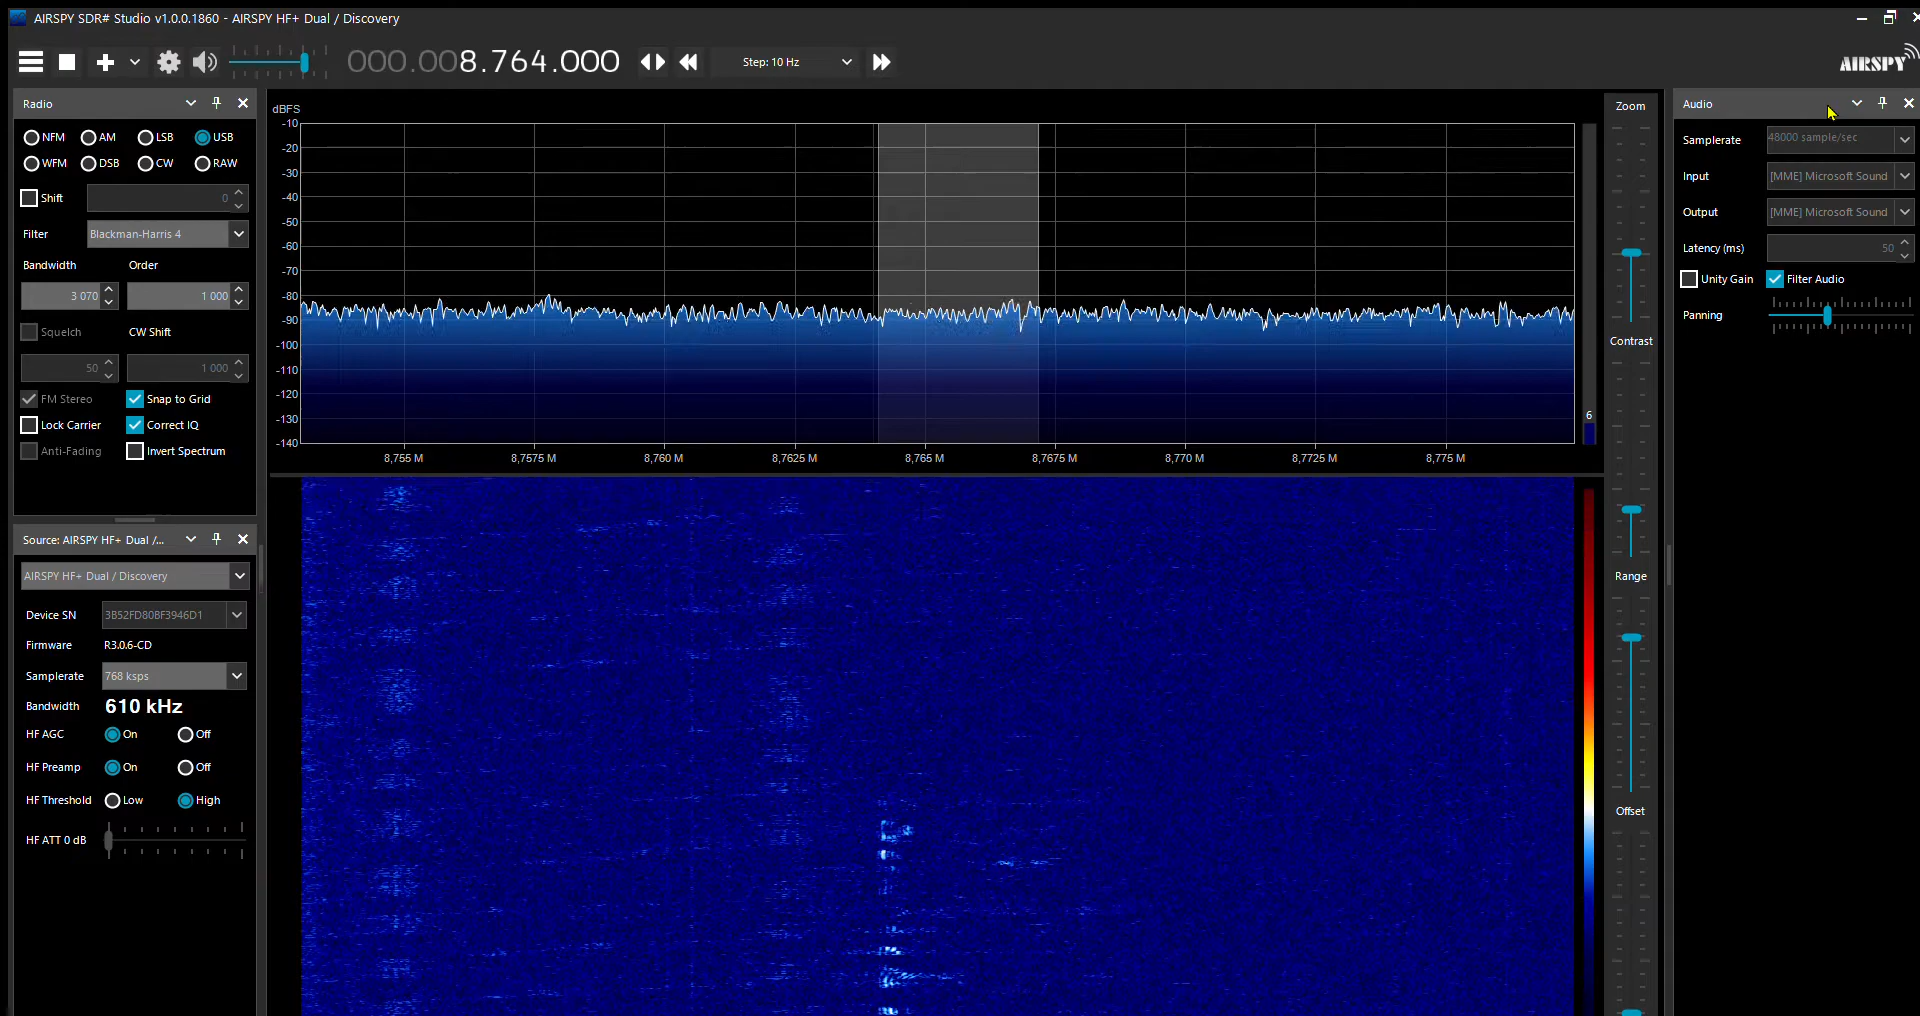 AIRSPY SDR# Studio v1.0.0.1860 - AIRSPY HF+ Dual / Discovery
000.008.764.000
Step: 10 Hz
AIRSPY
Radio
NFM AM LSB USB
WFM DSB CW RAW
Shift 0
Filter Blackman-Harris 4
Bandwidth Order
3 070 1 000
Squelch CW Shift
50 1 000
FM Stereo Snap to Grid
Lock Carrier Correct IQ
Anti-Fading Invert Spectrum
Source: AIRSPY HF+ Dual /...
AIRSPY HF+ Dual / Discovery
Device SN 3B52FD80BF3946D1
Firmware R3.0.6-CD
Samplerate 768 ksps
Bandwidth 610 kHz
HF AGC On Off
HF Preamp On Off
HF Threshold Low High
HF ATT 0 dB
dBFS
-10
-20
-30
-40
-50
-60
-70
-80
-90
-100
-110
-120
-130
-140
8,755 M 8,7575 M 8,760 M 8,7625 M 8,765 M 8,7675 M 8,770 M 8,7725 M 8,775 M
6
Zoom
Contrast
Range
Offset
Audio
Samplerate 48000 sample/sec
Input [MME] Microsoft Sound
Output [MME] Microsoft Sound
Latency (ms) 50
Unity Gain Filter Audio
Panning